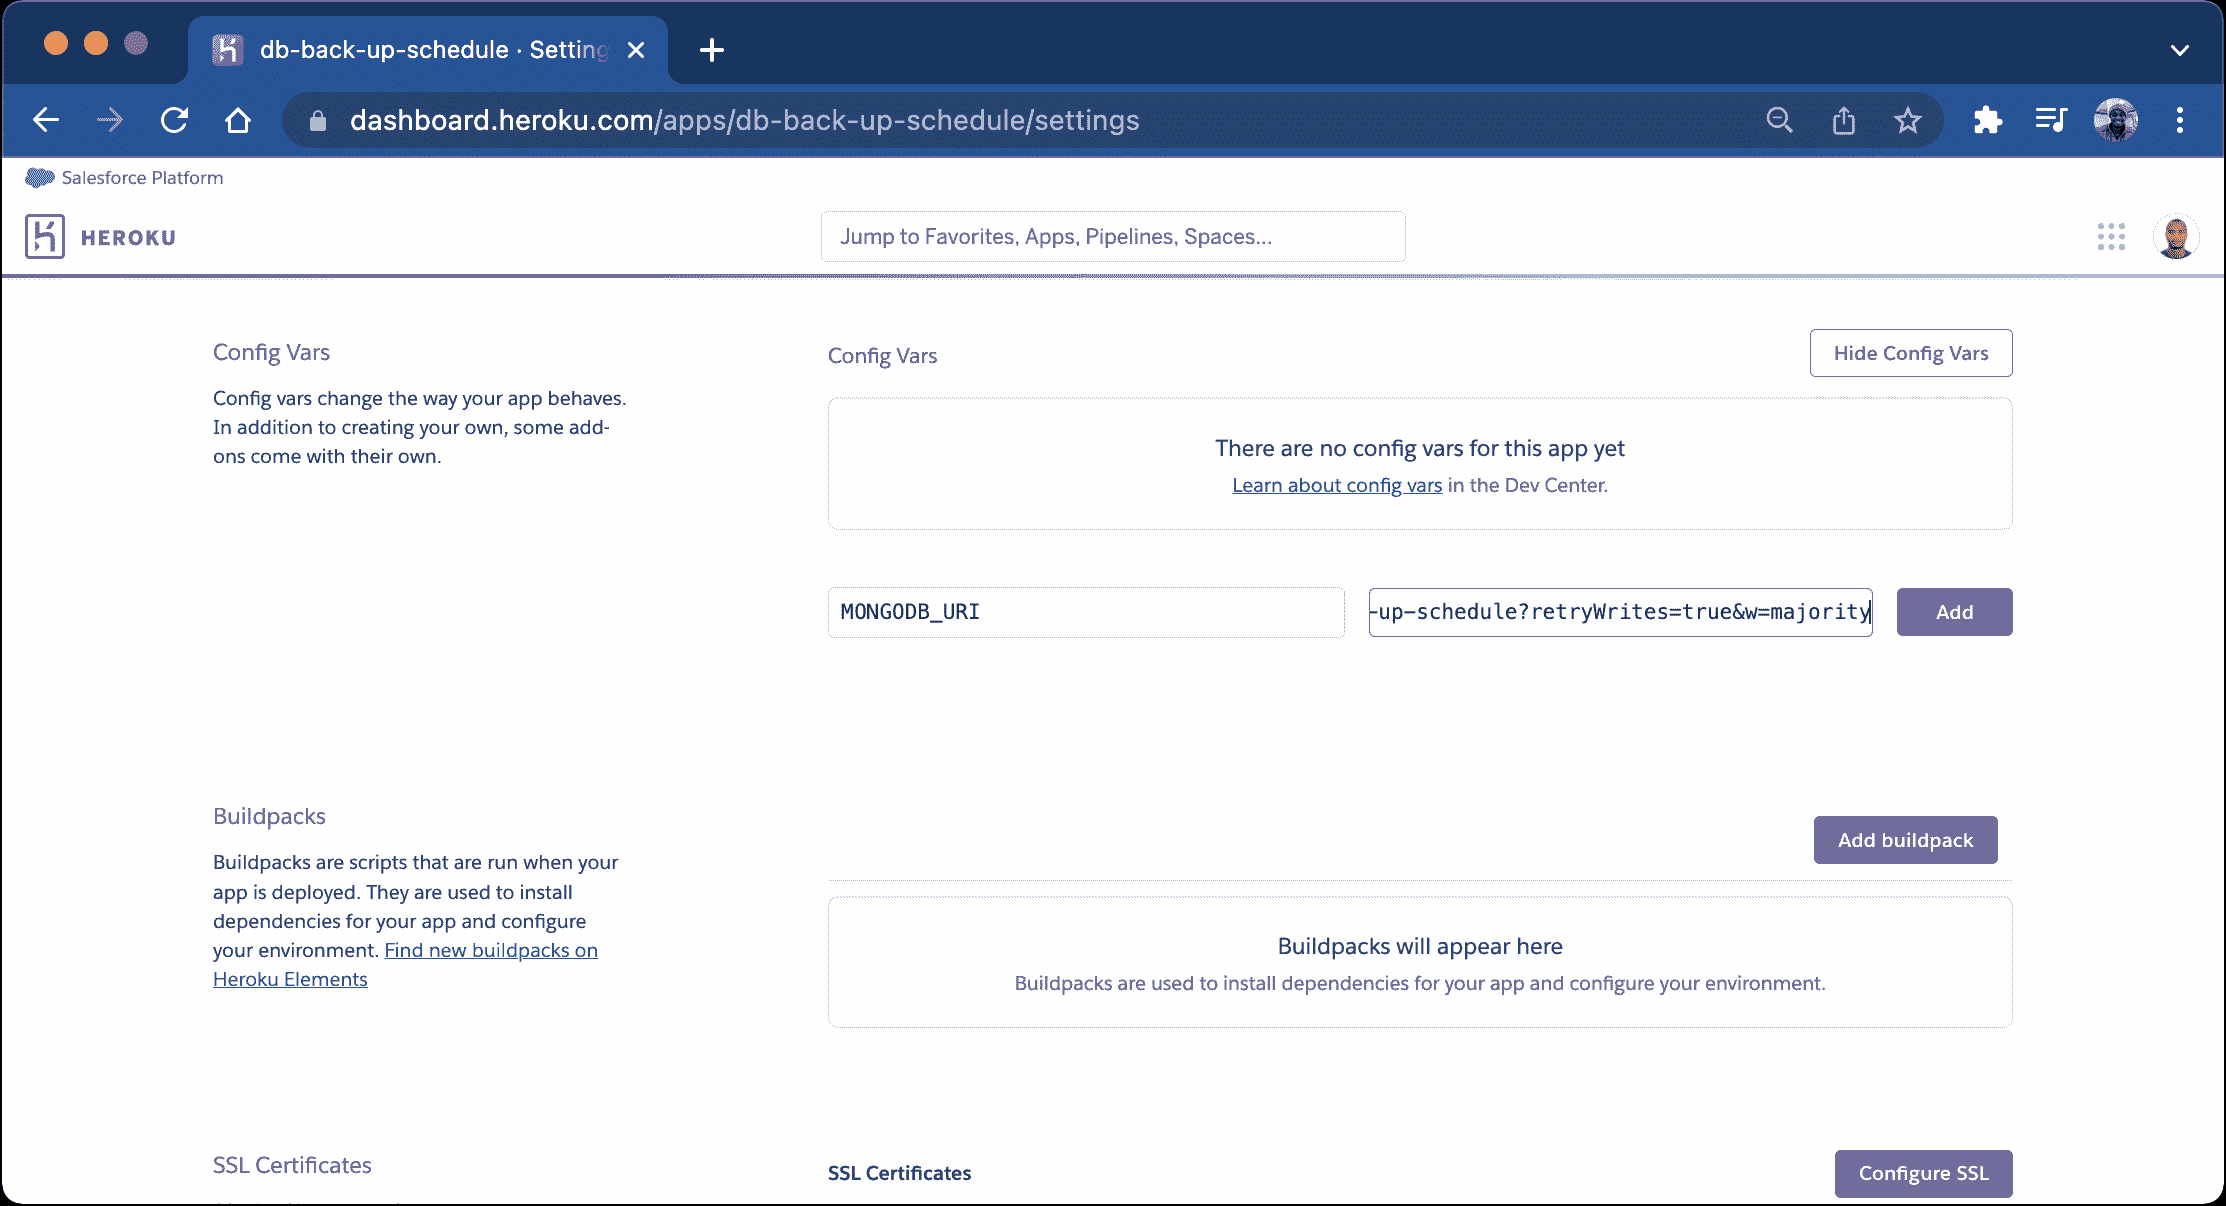 db-back-up-schedule · Setting
dashboard.heroku.com/apps/db-back-up-schedule/settings
Salesforce Platform
HEROKU
Jump to Favorites, Apps, Pipelines, Spaces...
Config Vars
Config vars change the way your app behaves.
In addition to creating your own, some add-
ons come with their own.
Config Vars
Hide Config Vars
There are no config vars for this app yet
Learn about config vars in the Dev Center.
MONGODB_URI
-up-schedule?retryWrites=true&w=majority
Add
Buildpacks
Buildpacks are scripts that are run when your
app is deployed. They are used to install
dependencies for your app and configure
your environment. Find new buildpacks on
Heroku Elements
Add buildpack
Buildpacks will appear here
Buildpacks are used to install dependencies for your app and configure your environment.
SSL Certificates
SSL Certificates
Configure SSL